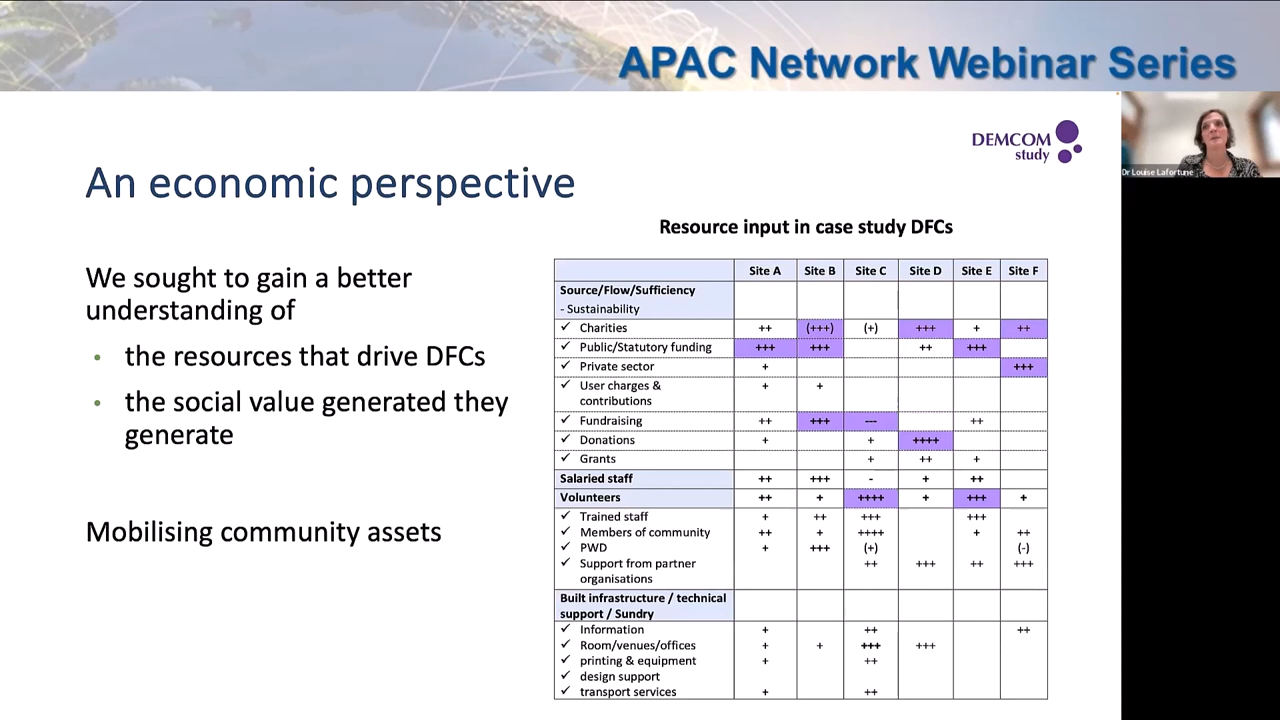 APAC Network Webinar Series
DEMCOM
study
Dr Louise Lafortune
An economic perspective
We sought to gain a better
understanding of
• the resources that drive DFCs
• the social value generated they
generate
Mobilising community assets
Resource input in case study DFCs
Site A Site B Site C Site D Site E Site F
Source/Flow/Sufficiency
- Sustainability
✓ Charities ++ (+++) (+) +++ + ++
✓ Public/Statutory funding +++ +++ ++ +++
✓ Private sector + +++
✓ User charges & + +
contributions
✓ Fundraising ++ +++ --- ++
✓ Donations + + ++++
✓ Grants + ++ +
Salaried staff ++ +++ - + ++
Volunteers ++ + ++++ + +++ +
✓ Trained staff + ++ +++ +++
✓ Members of community ++ + ++++ + ++
✓ PWD + +++ (+) (-)
✓ Support from partner ++ +++ ++ +++
organisations
Built infrastructure / technical
support / Sundry
✓ Information + ++ ++
✓ Room/venues/offices + + +++ +++
✓ printing & equipment + ++
✓ design support
✓ transport services + ++